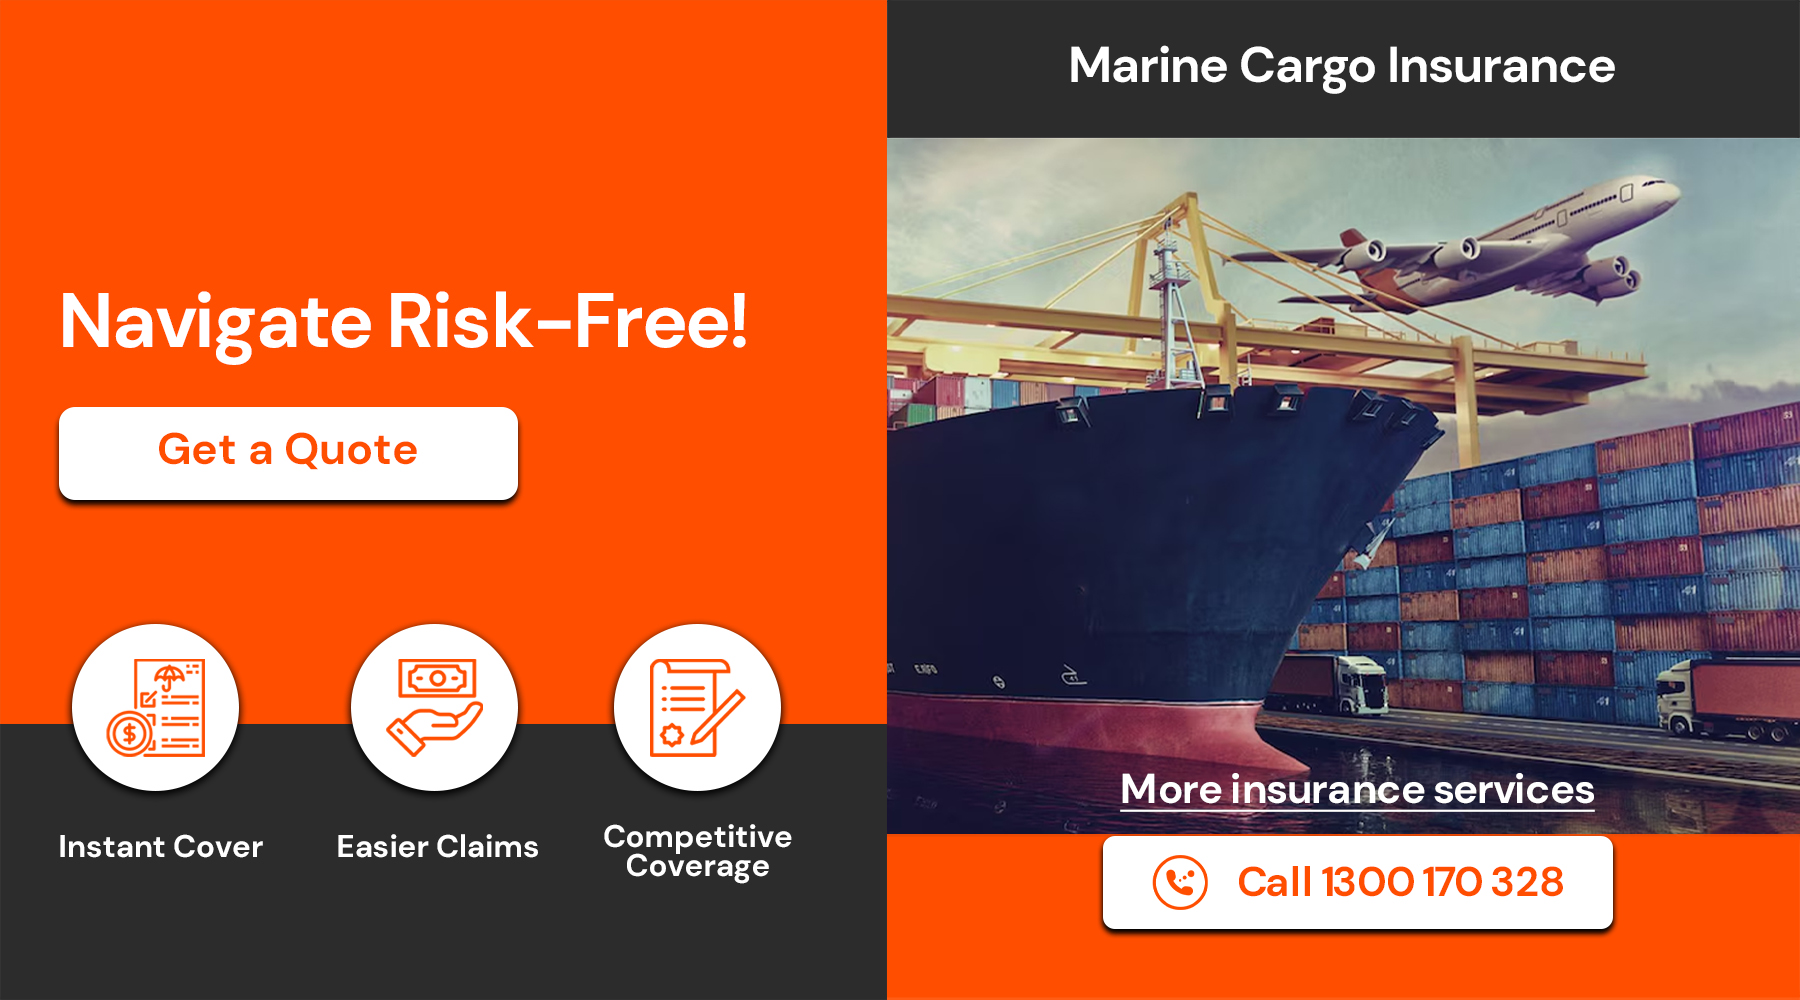 Marine Cargo Insurance
Navigate Risk-Free!
Get a Quote
Instant Cover
Easier Claims
Competitive
Coverage
More insurance services
Call 1300 170 328